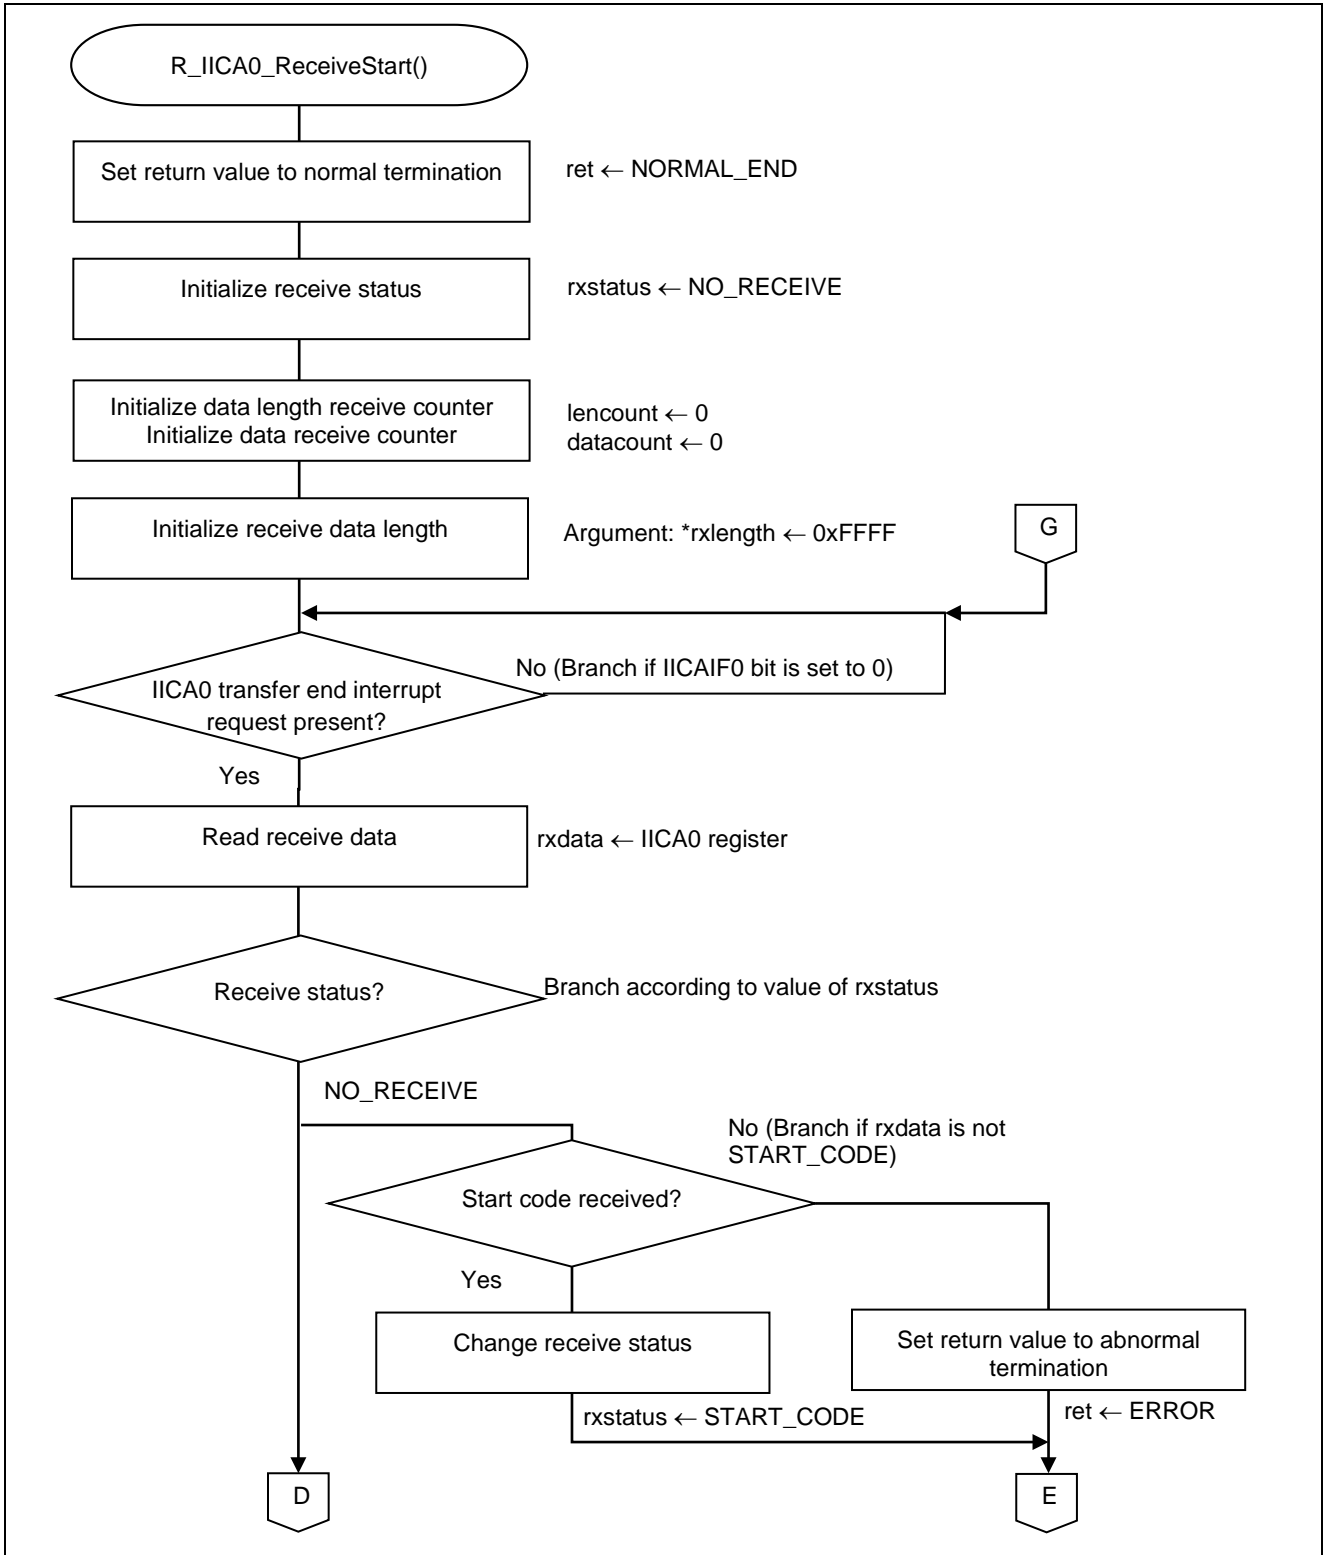 R_IICA0_ReceiveStart()
Set return value to normal termination
ret ← NORMAL_END
Initialize receive status
rxstatus ← NO_RECEIVE
Initialize data length receive counter
Initialize data receive counter
lencount ← 0
datacount ← 0
Initialize receive data length
Argument: *rxlength ← 0xFFFF
G
No (Branch if IICAIF0 bit is set to 0)
IICA0 transfer end interrupt
request present?
Yes
Read receive data
rxdata ← IICA0 register
Receive status?
Branch according to value of rxstatus
NO_RECEIVE
No (Branch if rxdata is not
START_CODE)
Start code received?
Yes
Change receive status
Set return value to abnormal
termination
rxstatus ← START_CODE
ret ← ERROR
D
E